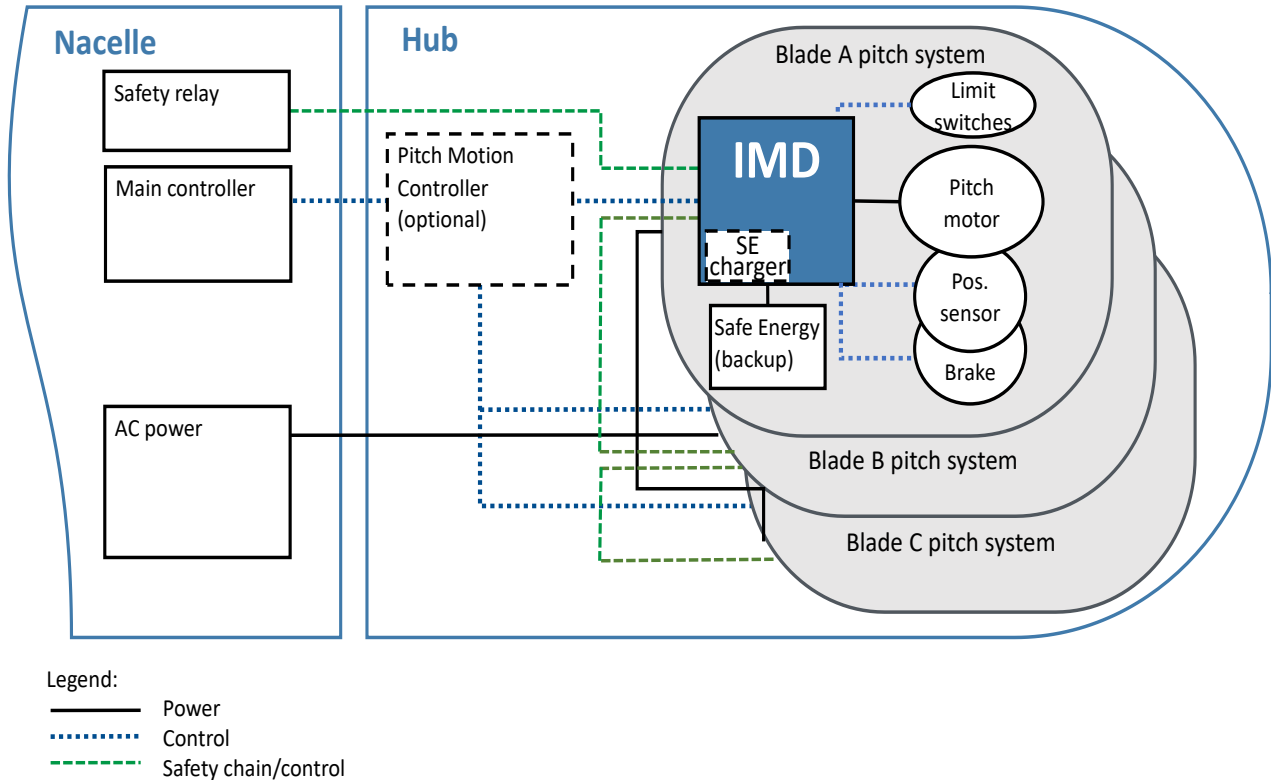 Nacelle
Hub
Safety relay
Main controller
AC power
Pitch Motion
Controller
(optional)
Blade A pitch system
IMD
SE
charger
Safe Energy
(backup)
Limit
switches
Pitch
motor
Pos.
sensor
Brake
Blade B pitch system
Blade C pitch system
Legend:
Power
Control
Safety chain/control